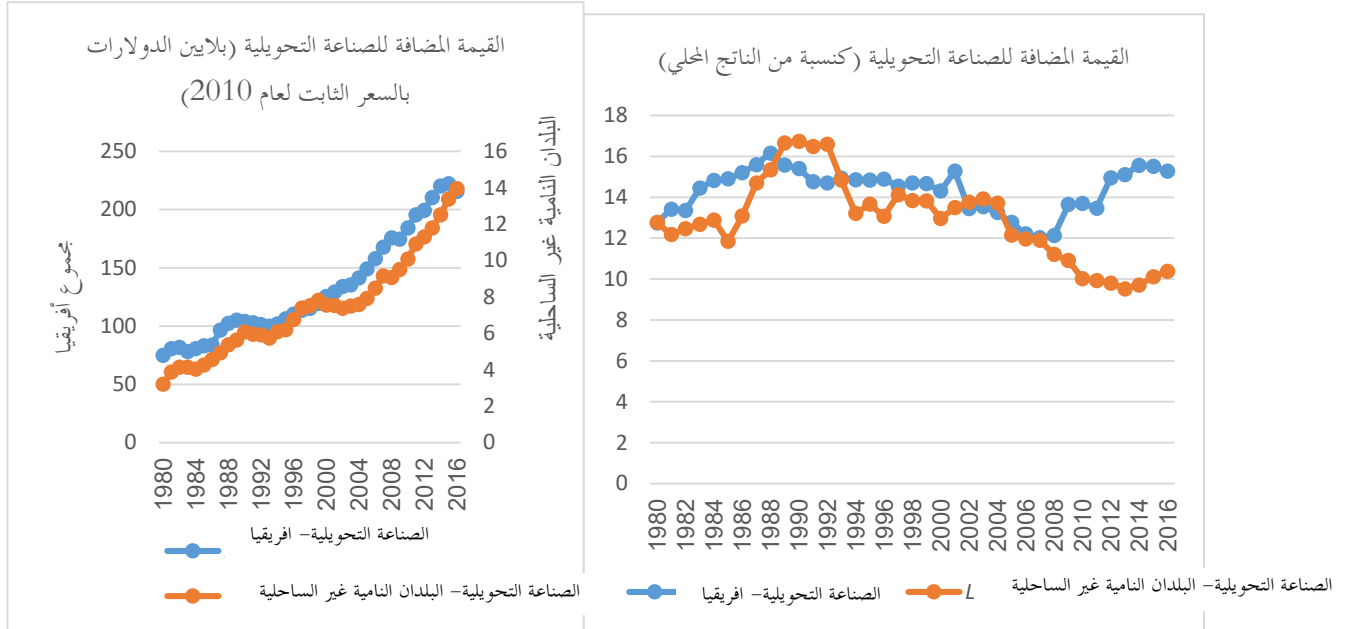 القيمة المضافة للصناعة التحويلية (بلايين الدولارات
بالسعر الثابت لعام 2010)
مجموع أفريقيا
250
200
150
100
50
0
البلدان النامية غير الساحلية
16
14
12
10
8
6
4
2
0
1980 1984 1988 1992 1996 2000 2004 2008 2012 2016
الصناعة التحويلية- افريقيا
الصناعة التحويلية- البلدان النامية غير الساحلية
القيمة المضافة للصناعة التحويلية (كنسبة من الناتج المحلي)
18
16
14
12
10
8
6
4
2
0
1980 1982 1984 1986 1988 1990 1992 1994 1996 1998 2000 2002 2004 2006 2008 2010 2012 2014 2016
الصناعة التحويلية- افريقيا
L الصناعة التحويلية- البلدان النامية غير الساحلية